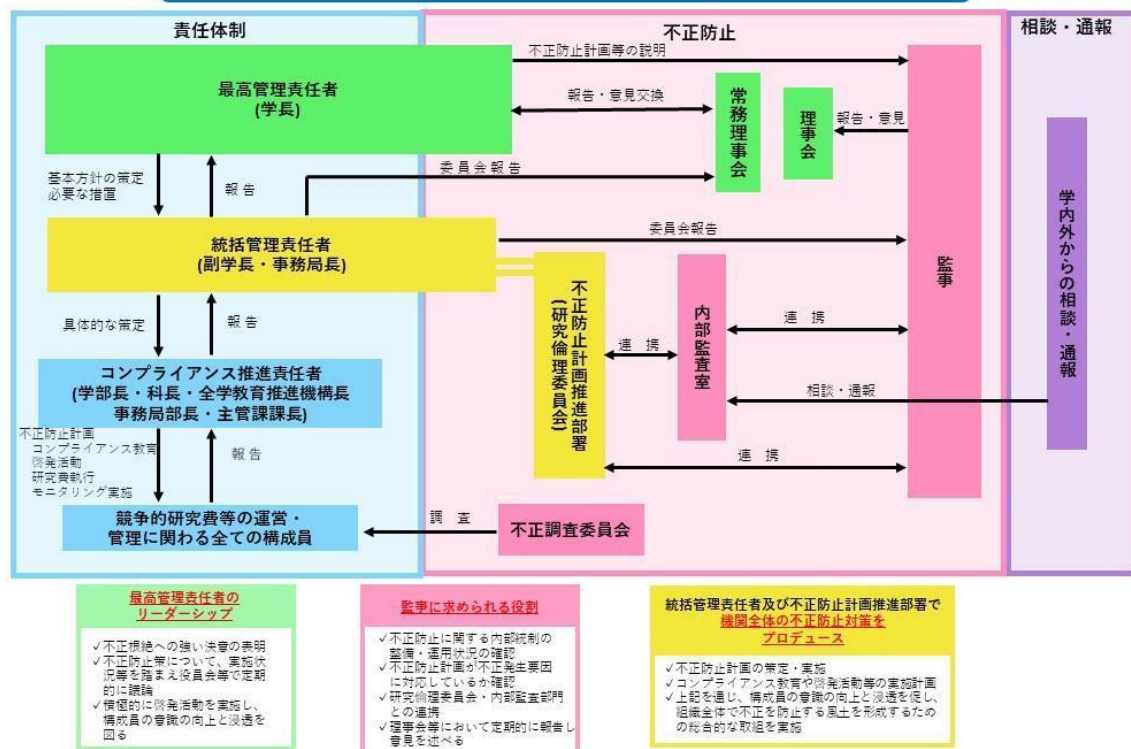 責任体制
不正防止
相談・通報
最高管理責任者
(学長)
不正防止計画等の説明
報告・意見交換
常務理事会
理事会
報告・意見
監事
学内外からの相談・通報
基本方針の策定
必要な措置
報 告
委 員 会 報 告
統括管理責任者
(副学長・事務局長)
委員会報告
不正防止計画推進部署
(研究倫理委員会)
内部監査室
連 携
連 携
相談・通報
連 携
具体的な策定
報 告
コンプライアンス推進責任者
(学部長・科長・全学教育推進機構長
事務局部長・主管課課長)
不正防止計画
コンプライアンス教育
啓発活動
研究費執行
モニタリング実施
報 告
競争的研究費等の運営・
管理に関わる全ての構成員
調 査
不正調査委員会
最高管理責任者の
リーダーシップ
✓不正根絶への強い決意の表明
✓不正防止策について、実施状
況等を踏まえ役員会等で定期
的に議論
✓積極的に啓発活動を実施し、
構成員の意識の向上と浸透を
図る
監事に求められる役割
✓不正防止に関する内部統制の
整備・運用状況の確認
✓不正防止計画が不正発生要因
に対応しているか確認
✓研究倫理委員会・内部監査部門
との連携
✓理事会等において定期的に報告し
意見を述べる
統括管理責任者及び不正防止計画推進部署で
機関全体の不正防止対策を
プロデュース
✓不正防止計画の策定・実施
✓コンプライアンス教育や啓発活動等の実施計画
✓上記を通じ、構成員の意識の向上と浸透を促し、
組織全体で不正を防止する風土を形成するため
の総合的な取組を実施